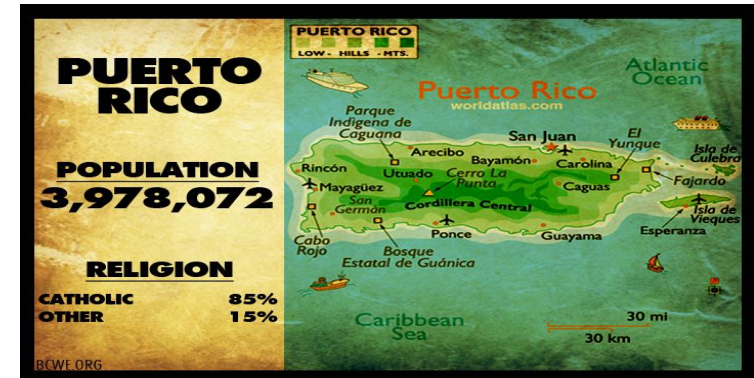 PUERTO
RICO
POPULATION
3,978,072
RELIGION
CATHOLIC 85%
OTHER 15%
BCWE.ORG
PUERTO RICO
LOW - HILLS - MTS.
Atlantic
Ocean
Puerto Rico
worldatlas.com
Parque
Indigena de
Caguana
San Juan
El
Yunque
Isla de
Culebra
Arecibo
Bayamón
Carolina
Rincón
Utuado
Cerro La
Punta
Fajardo
Mayagüez
Caguas
San
Germán
Cordillera Central
Isla de
Vieques
Esperanza
Cabo
Rojo
Ponce
Guayama
Bosque
Estatal de Guánica
Caribbean
Sea
30 mi
30 km